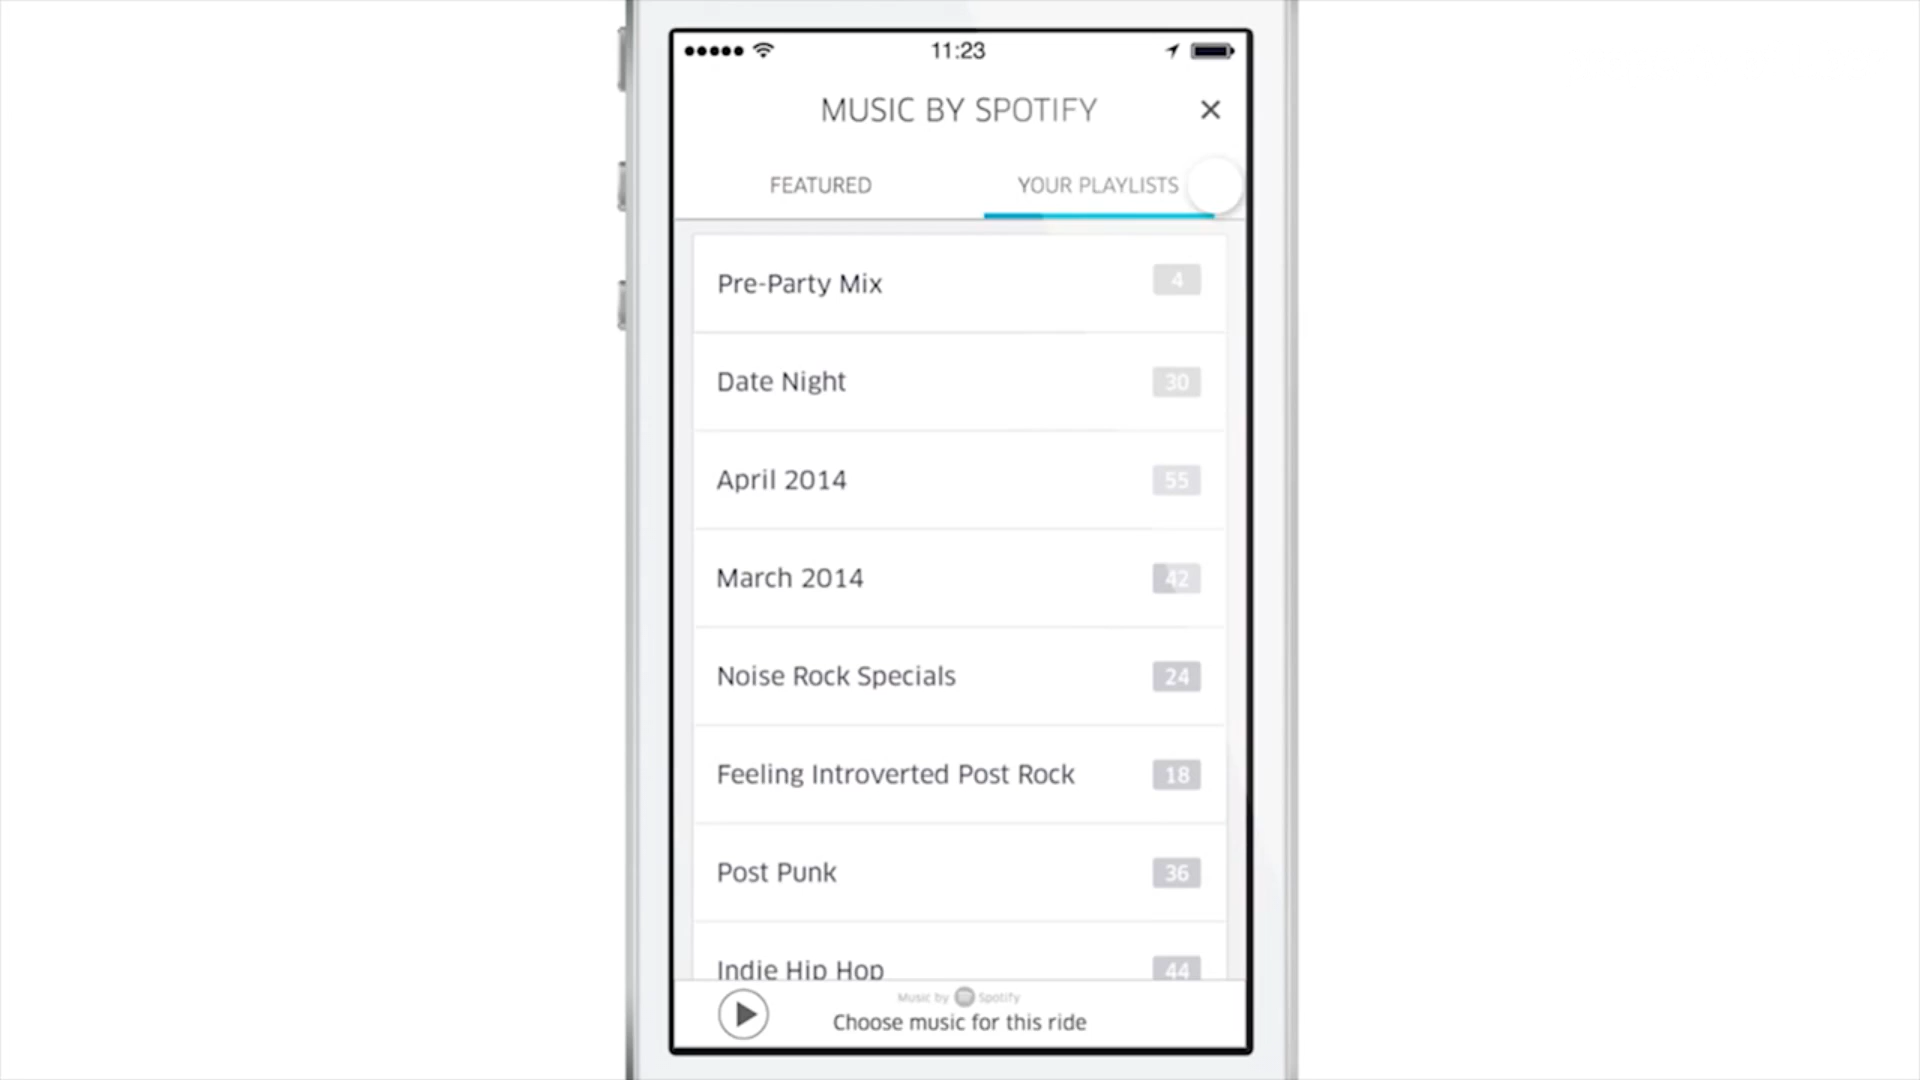 11:23
MUSIC BY SPOTIFY
FEATURED
YOUR PLAYLISTS
Pre-Party Mix 4
Date Night 30
April 2014 55
March 2014 42
Noise Rock Specials 24
Feeling Introverted Post Rock 18
Post Punk 36
Indie Hip Hop 44
Music by Spotify
Choose music for this ride